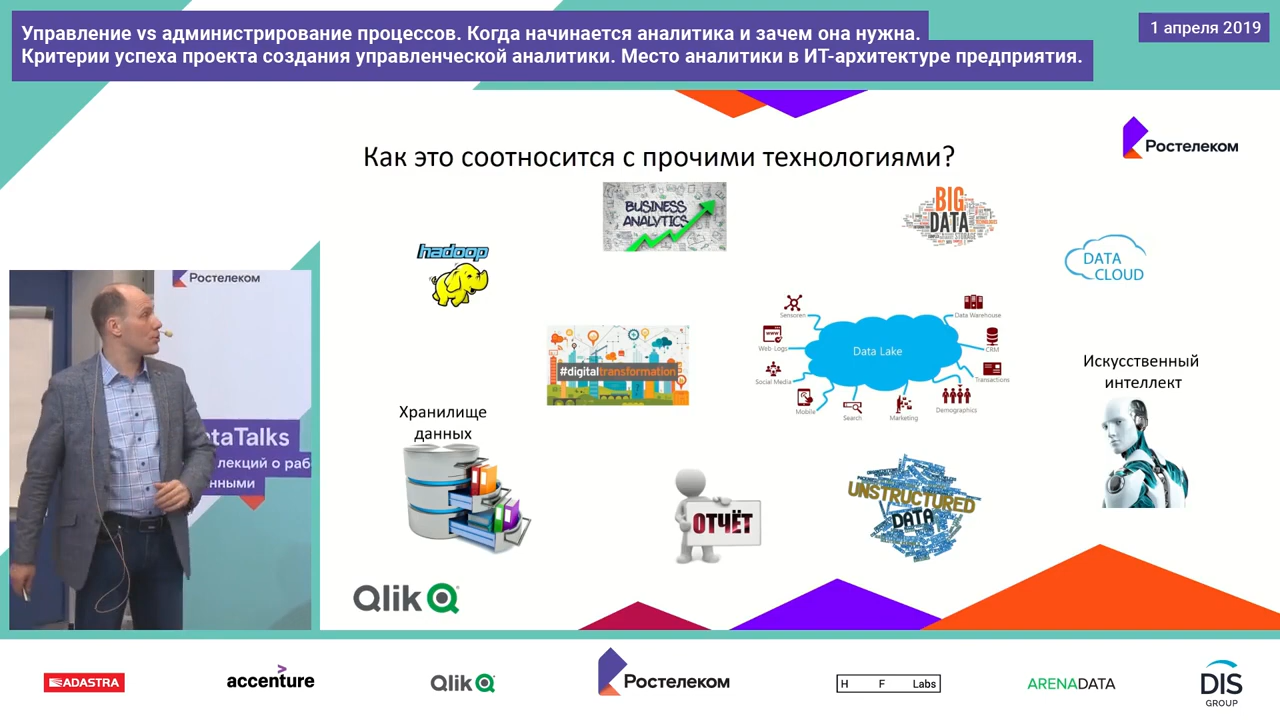 Управление vs администрирование процессов. Когда начинается аналитика и зачем она нужна.
Критерии успеха проекта создания управленческой аналитики. Место аналитики в ИТ-архитектуре предприятия.
1 апреля 2019
Ростелеком
Как это соотносится с прочими технологиями?
BUSINESS
ANALYTICS
BIG
DATA
hadoop
DATA
CLOUD
Ростелеком
Sensoren
Data Warehouse
Web-Logs
Data Lake
CRM
Social Media
Transactions
Mobile
Search
Marketing
Demographics
#digitaltransformation
Искусственный
интеллект
Хранилище
данных
taTalks
лекций о раб
нными
UNSTRUCTURED
DATA
ОТЧЁТ
Qlik
ADASTRA
accenture
Qlik
Ростелеком
H F Labs
ARENADATA
DIS
GROUP